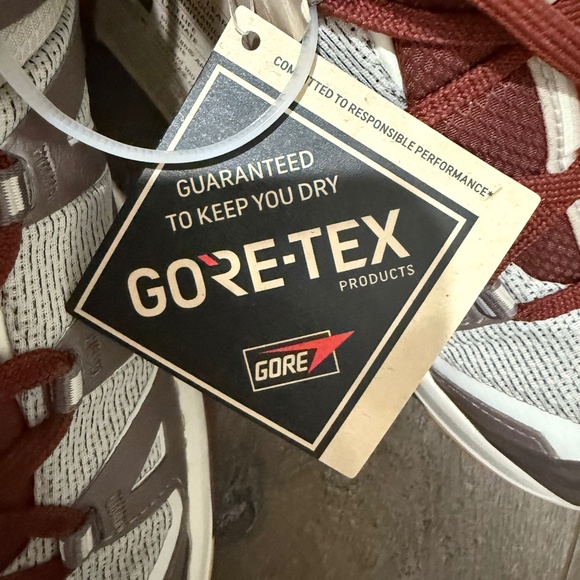 COMMITTED TO RESPONSIBLE PERFORMANCE*
GUARANTEED
TO KEEP YOU DRY
GORE-TEX
PRODUCTS
GORE